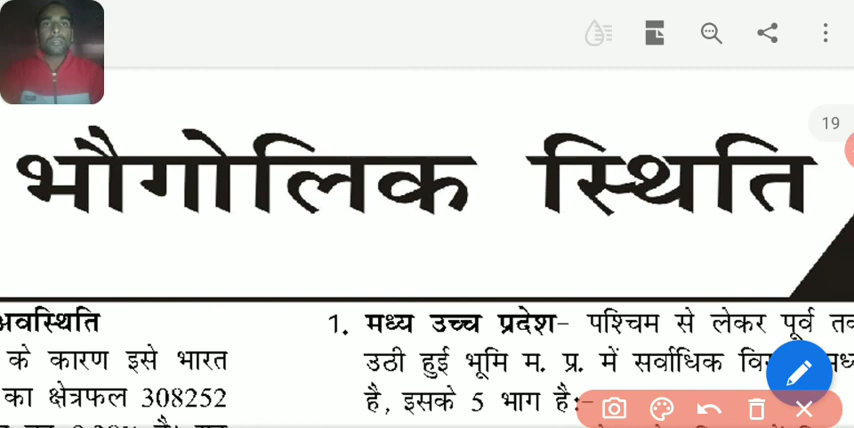 19
भौगोलिक स्थिति
अवस्थिति
के कारण इसे भारत
का क्षेत्रफल 308252
1. मध्य उच्च प्रदेश- पश्चिम से लेकर पूर्व
उठी हुई भूमि म. प्र. में सर्वाधिक
है, इसके 5 भाग है:-